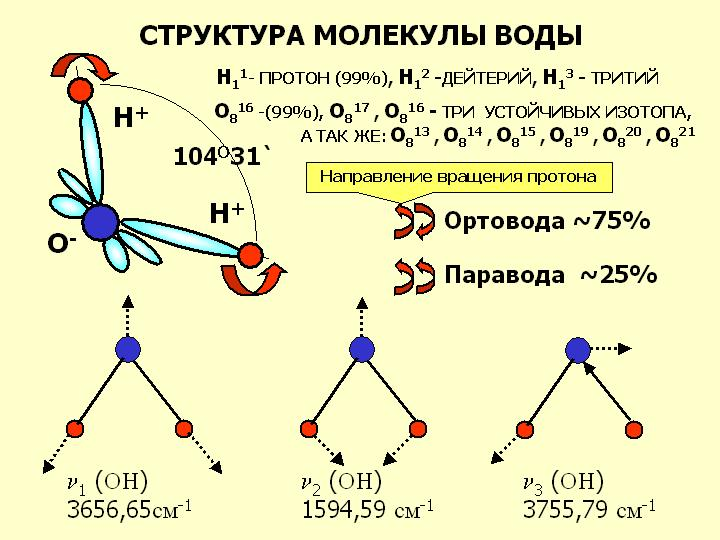 СТРУКТУРА МОЛЕКУЛЫ ВОДЫ
H₁¹- ПРОТОН (99%), H₁² -ДЕЙТЕРИЙ, H₁³ - ТРИТИЙ
O₈¹⁶ -(99%), O₈¹⁷ , O₈¹⁶ - ТРИ УСТОЙЧИВЫХ ИЗОТОПА,
А ТАК ЖЕ: O₈¹³ , O₈¹⁴ , O₈¹⁵ , O₈¹⁹ , O₈²⁰ , O₈²¹
H⁺
104⁰31`
Направление вращения протона
H⁺
O⁻
Ортовода ~75%
Паравода ~25%
ν₁ (OH)
3656,65см⁻¹
ν₂ (OH)
1594,59 см⁻¹
ν₃ (OH)
3755,79 см⁻¹